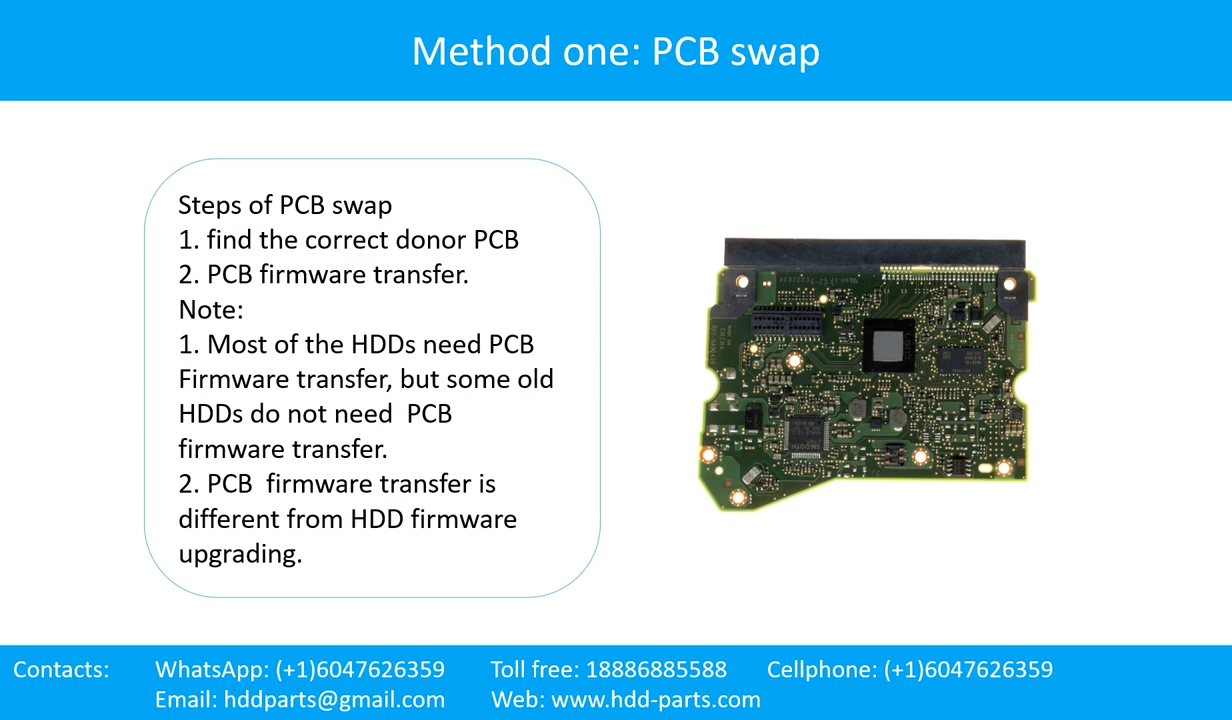 Method one: PCB swap
Steps of PCB swap
1. find the correct donor PCB
2. PCB firmware transfer.
Note:
1. Most of the HDDs need PCB
Firmware transfer, but some old
HDDs do not need  PCB
firmware transfer.
2. PCB  firmware transfer is
different from HDD firmware
upgrading.
SMOOTH
Contacts: WhatsApp: (+1)6047626359 Toll free: 18886885588 Cellphone: (+1)6047626359
Email: hddparts@gmail.com Web: www.hdd-parts.com